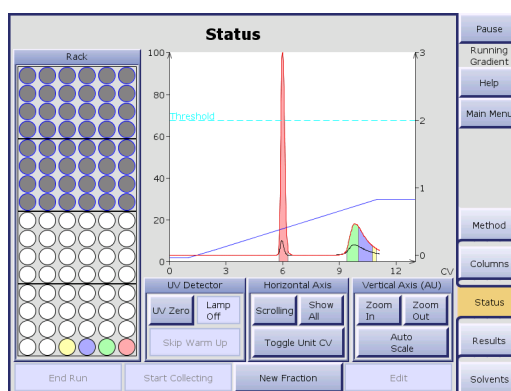 Status
Rack
100
80
60
40
20
0
Threshold
3
2
1
0
0
3
6
9
12
CV
UV Detector
Horizontal Axis
Vertical Axis (AU)
UV Zero
Lamp
Off
Scrolling
Show
All
Zoom
In
Zoom
Out
Skip Warm Up
Toggle Unit CV
Auto
Scale
End Run
Start Collecting
New Fraction
Edit
Pause
Running
Gradient
Help
Main Menu
Method
Columns
Status
Results
Solvents